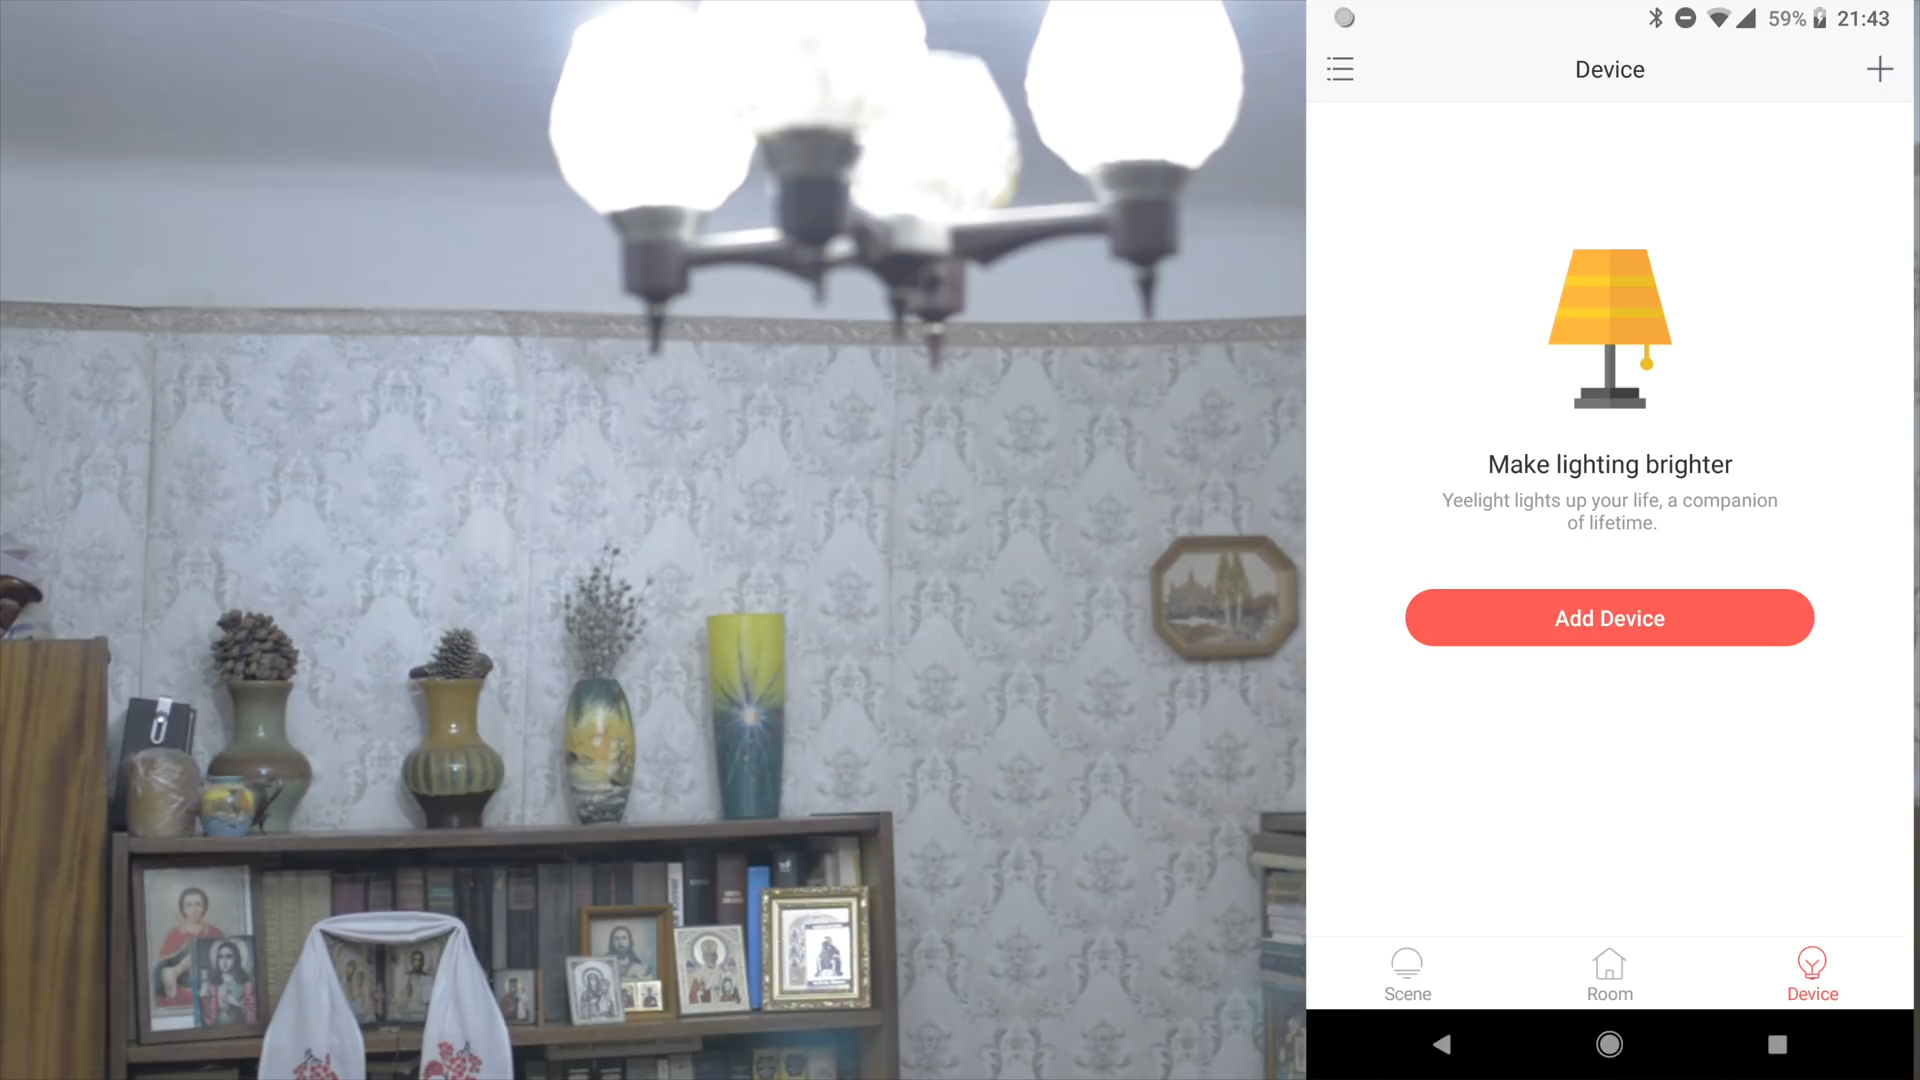 59% 21:43
Device
Make lighting brighter
Yeelight lights up your life, a companion
of lifetime.
Add Device
Scene Room Device